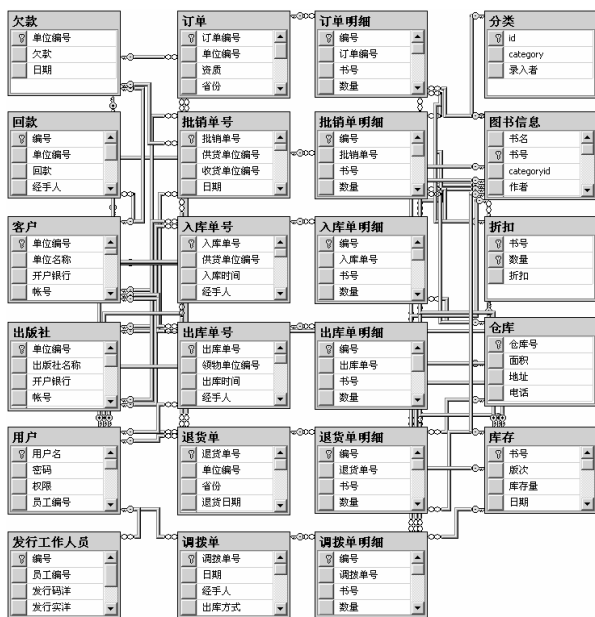 欠款
单位编号
欠款
日期
订单
订单编号
单位编号
资质
省份
订单明细
编号
订单编号
书号
数量
分类
id
category
录入者
回款
编号
单位编号
回款
经手人
批销单号
批销单号
供货单位编号
收货单位编号
日期
批销单明细
编号
批销单号
书号
数量
图书信息
书名
书号
categoryid
作者
客户
单位编号
单位名称
开户银行
帐号
入库单号
入库单号
供货单位编号
入库时间
经手人
入库单明细
编号
入库单号
书号
数量
折扣
书号
数量
折扣
出版社
单位编号
出版社名称
开户银行
帐号
出库单号
出库单号
领物单位编号
出库时间
经手人
出库单明细
编号
出库单号
书号
数量
仓库
仓库号
面积
地址
电话
用户
用户名
密码
权限
员工编号
退货单
退货单号
单位编号
省份
退货日期
退货单明细
编号
退货单号
书号
数量
库存
书号
版次
库存量
日期
发行工作人员
编号
员工编号
发行码洋
发行实洋
调拨单
调拨单号
日期
经手人
出库方式
调拨单明细
编号
调拨单号
书号
数量